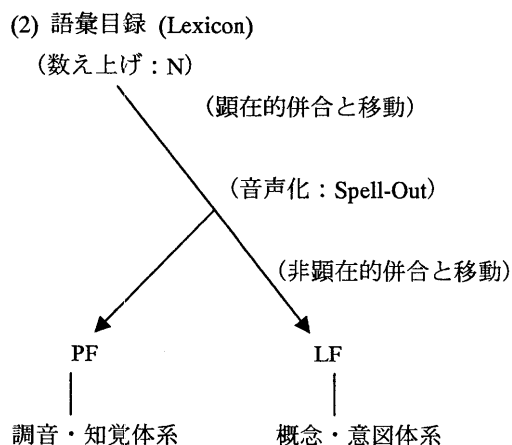 (2) 語彙目録 (Lexicon)
(数え上げ：N)
(顕在的併合と移動)
(音声化：Spell-Out)
(非顕在的併合と移動)
PF
LF
調音・知覚体系
概念・意図体系